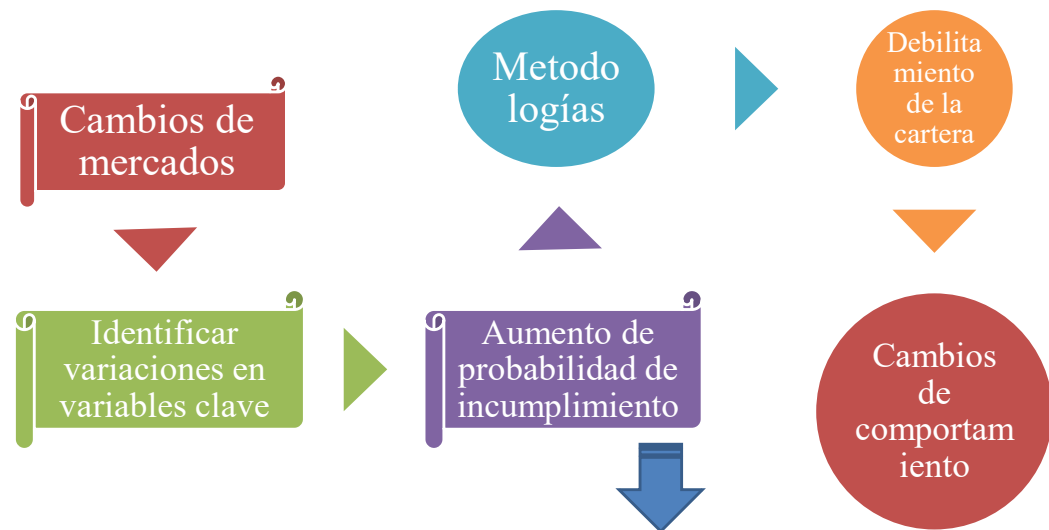 Cambios de
mercados
Identificar
variaciones en
variables clave
Aumento de
probabilidad de
incumplimiento
Metodo
logías
Debilita
miento
de la
cartera
Cambios
de
comportam
iento